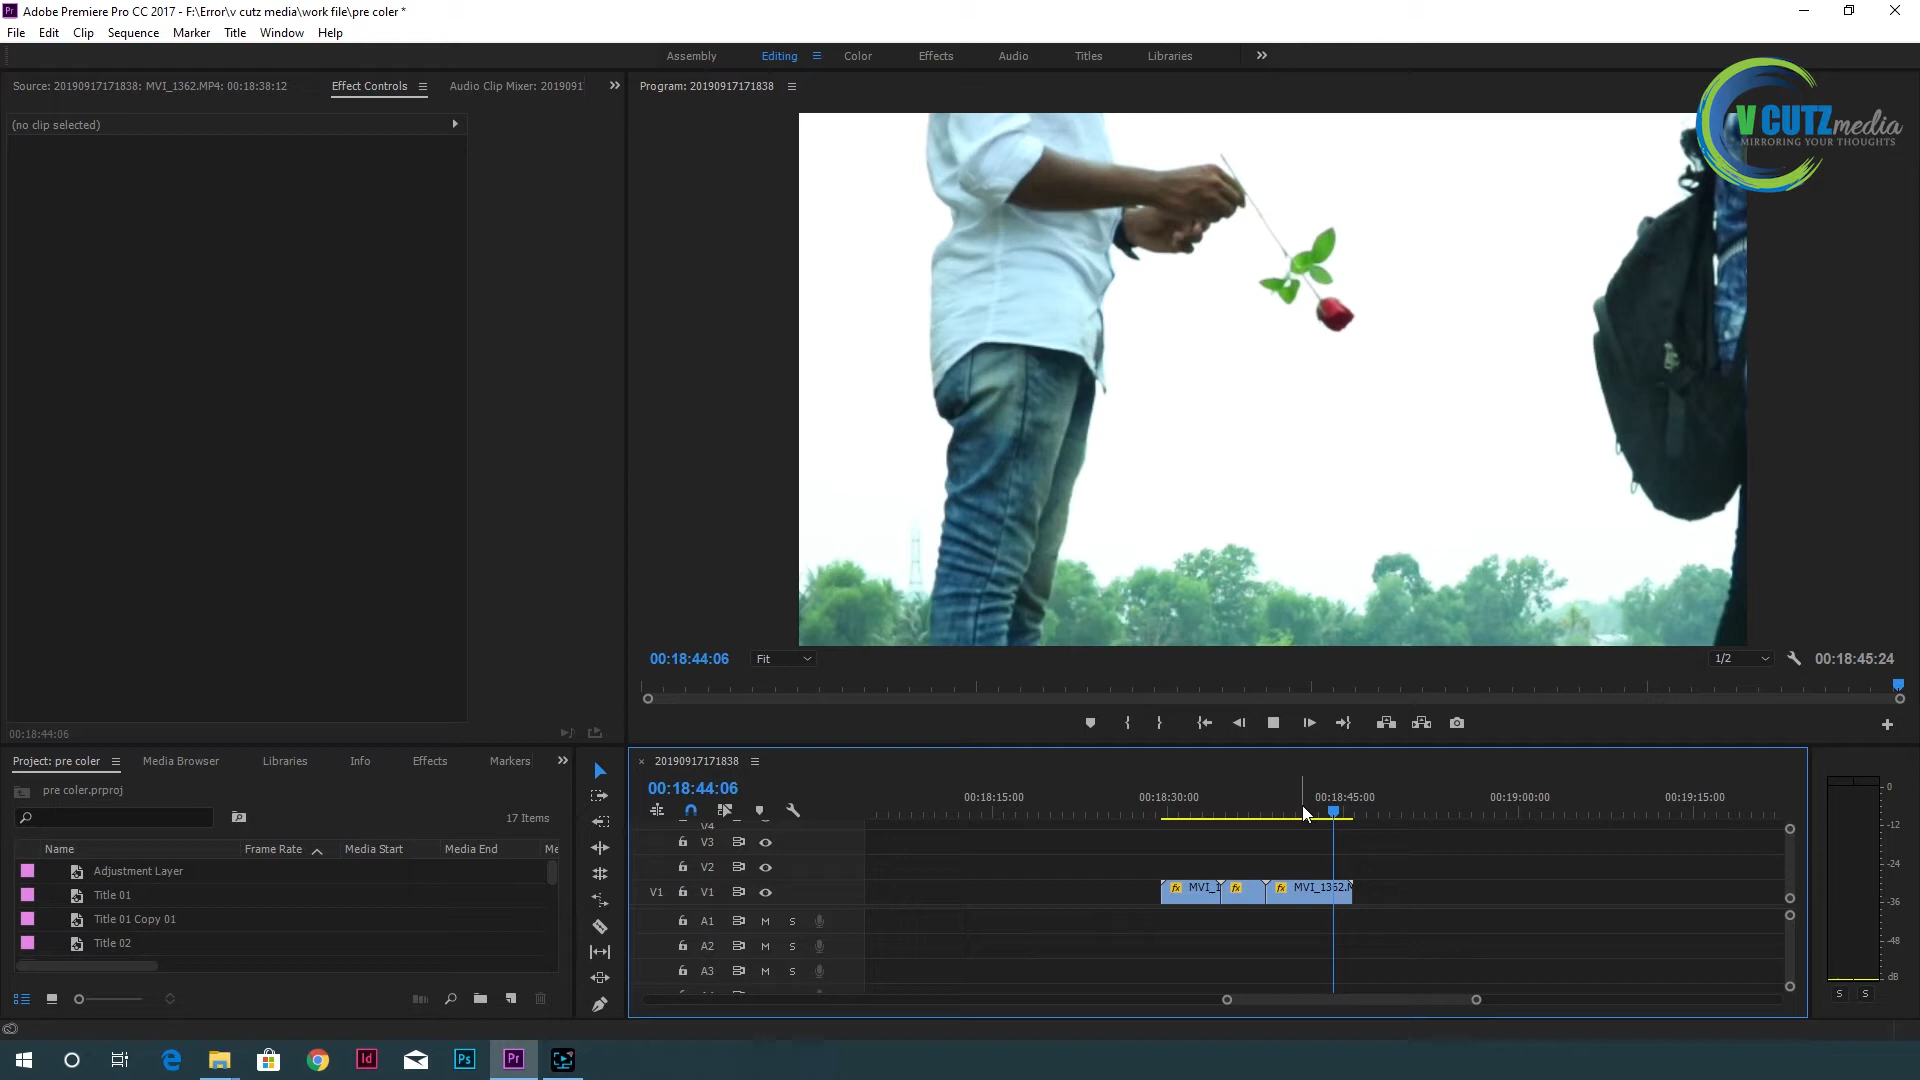 Adobe Premiere Pro CC 2017 - F:\Error\v cutz media\work file\pre coler *
File Edit Clip Sequence Marker Title Window Help
Assembly Editing Color Effects Audio Titles Libraries
Source: 20190917171838: MVI_1362.MP4: 00:18:38:12 Effect Controls Audio Clip Mixer: 2019091
Program: 20190917171838
(no clip selected)
V CUTZ media
MIRRORING YOUR THOUGHTS
00:18:44:06 Fit 1/2 00:18:45:24
00:18:44:06
Project: pre coler Media Browser Libraries Info Effects Markers
pre coler.prproj
17 Items
Name Frame Rate Media Start Media End Me
Adjustment Layer
Title 01
Title 01 Copy 01
Title 02
20190917171838
00:18:44:06
00:18:15:00 00:18:30:00 00:18:45:00 00:19:00:00 00:19:15:00
V4
V3
V2
V1 V1 fx MVI_1 fx fx MVI_1362.M
A1 M S
A2 M S
A3 M S
0
-12
-24
-36
-48
dB
S S
Id Ps Pr